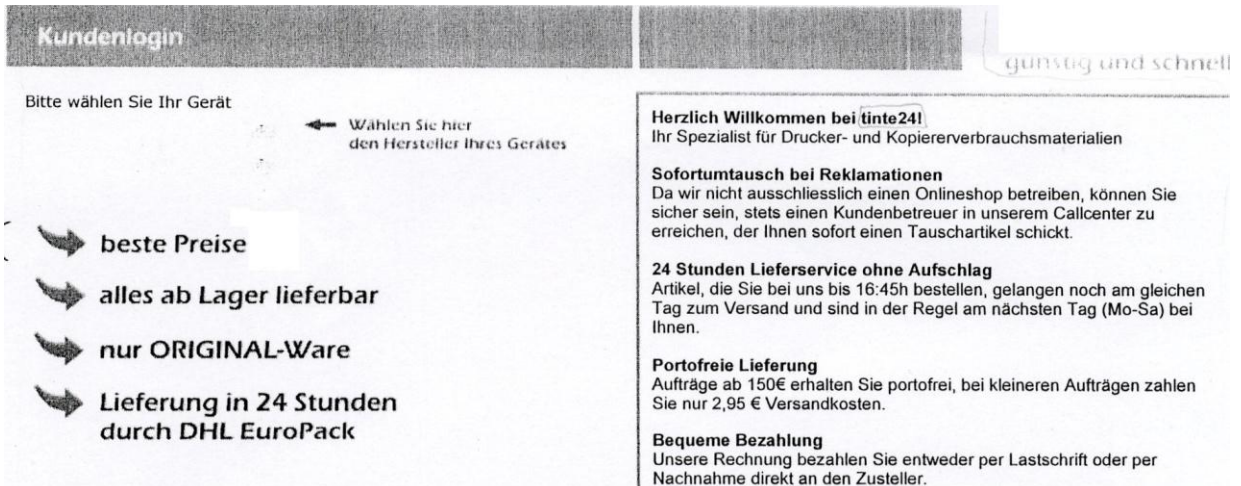 Kundenlogin
günstig und schnell
Bitte wählen Sie Ihr Gerät
Wählen Sie hier
den Hersteller Ihres Gerätes
beste Preise
alles ab Lager lieferbar
nur ORIGINAL-Ware
Lieferung in 24 Stunden
durch DHL EuroPack
Herzlich Willkommen bei tinte24!
Ihr Spezialist für Drucker- und Kopiererverbrauchsmaterialien
Sofortumtausch bei Reklamationen
Da wir nicht ausschliesslich einen Onlineshop betreiben, können Sie
sicher sein, stets einen Kundenbetreuer in unserem Callcenter zu
erreichen, der Ihnen sofort einen Tauschartikel schickt.
24 Stunden Lieferservice ohne Aufschlag
Artikel, die Sie bei uns bis 16:45h bestellen, gelangen noch am gleichen
Tag zum Versand und sind in der Regel am nächsten Tag (Mo-Sa) bei
Ihnen.
Portofreie Lieferung
Aufträge ab 150€ erhalten Sie portofrei, bei kleineren Aufträgen zahlen
Sie nur 2,95 € Versandkosten.
Bequeme Bezahlung
Unsere Rechnung bezahlen Sie entweder per Lastschrift oder per
Nachnahme direkt an den Zusteller.